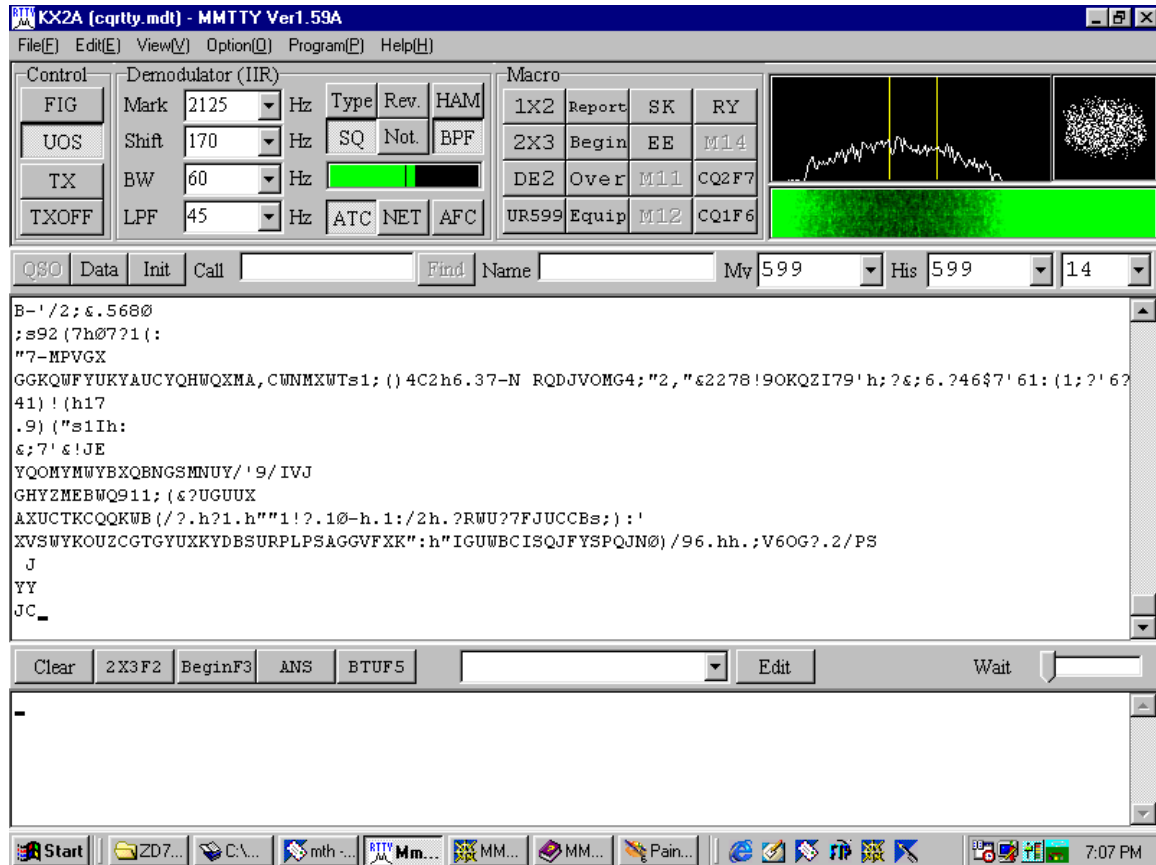 KX2A (cqrtty.mdt) - MMTTY Ver1.59A
File(F) Edit(E) View(V) Option(O) Program(P) Help(H)
Control Demodulator (IIR) Macro
FIG Mark 2125 Hz Type Rev. HAM 1X2 Report SK RY
UOS Shift 170 Hz SQ Not. BPF 2X3 Begin EE M14
TX BW 60 Hz DE2 Over M11 CQ2F7
TXOFF LPF 45 Hz ATC NET AFC UR599 Equip M12 CQ1F6
QSO Data Init Call Find Name My 599 His 599 14
B-'/2;&.568Ø
;s92(7hØ7?1(:
"7-MPVGX
GGKQWFYUKYAUCYQHWQXMA,CWNMXWTs1;()4C2h6.37-N RQDJVOMG4;"2,"&2278!9OKQZI79'h;?&;6.?46$7'61:(1;?'6?
41)!(h17
.9)("s1Ih:
&;7'&!JE
YQOMYMWYBXQBNGSMNUY/'9/IVJ
GHYZMEBWQ911;(&?UGUUX
AXUCTKCQQKWB(/?.h?1.h""1!?.1Ø-h.1:/2h.?RWU?7FJUCCBs;):'
XVSWYKOUZCGTGYUXKYDBSURPLPSAGGVFXK":h"IGUWBCISQJFYSPQJNØ)/96.hh.;V6OG?.2/PS
J
YY
JC
Clear 2X3F2 BeginF3 ANS BTUF5 Edit Wait
Start ZD7... C:\... mth -... Mm... MM... MM... Pain... 7:07 PM